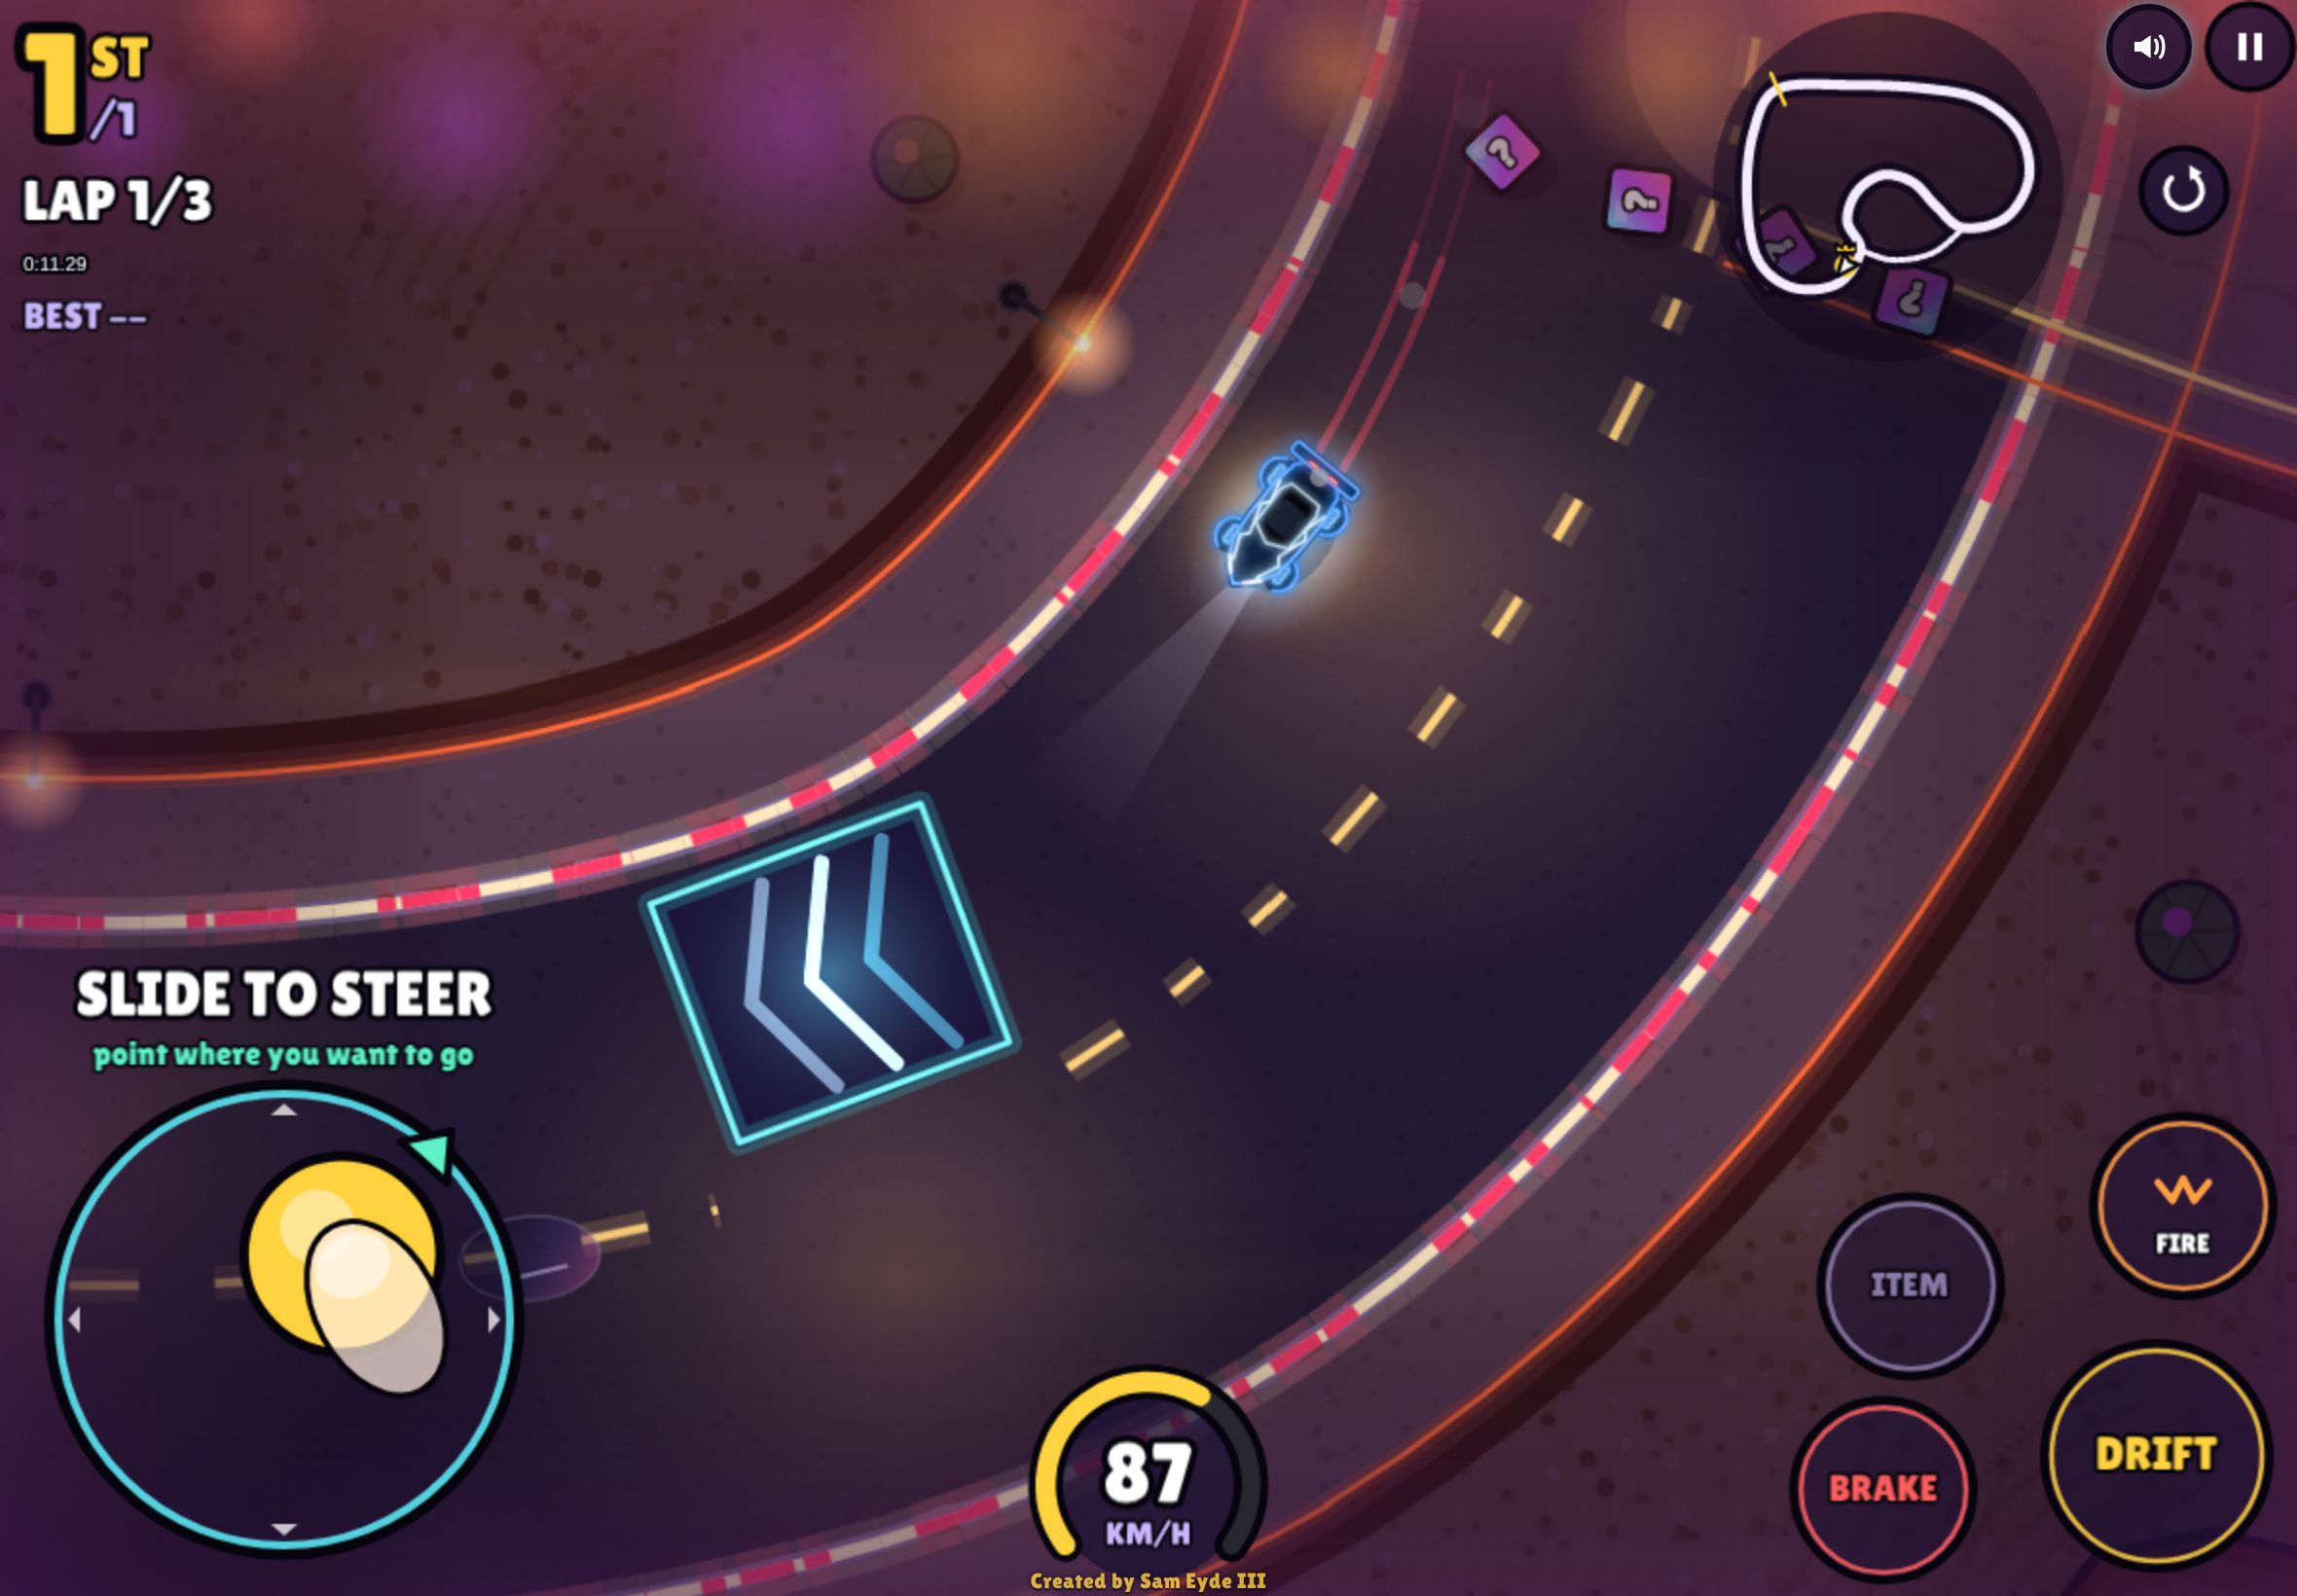 1ST
/1
LAP 1/3
0:11.29
BEST --
?
?
?
?
SLIDE TO STEER
point where you want to go
FIRE
ITEM
DRIFT
BRAKE
87
KM/H
Created by Sam Eyde III